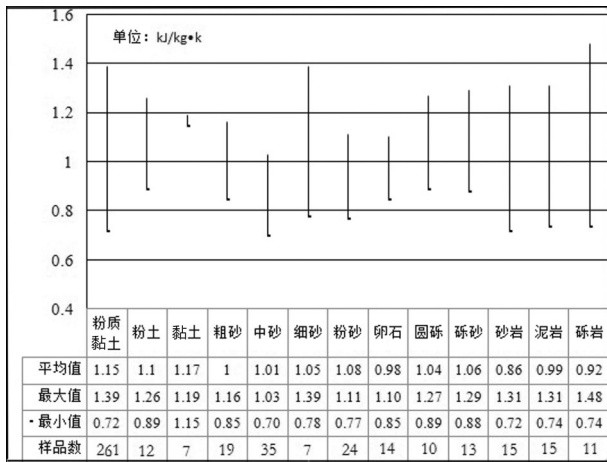 1.6
单位：kJ/kg•k
1.4
1.2
1
0.8
0.6
0.4
粉质黏土 粉土 黏土 粗砂 中砂 细砂 粉砂 卵石 圆砾 砾砂 砂岩 泥岩 砾岩
平均值 1.15 1.1 1.17 1 1.01 1.05 1.08 0.98 1.04 1.06 0.86 0.99 0.92
最大值 1.39 1.26 1.19 1.16 1.03 1.39 1.11 1.10 1.27 1.29 1.31 1.31 1.48
最小值 0.72 0.89 1.15 0.85 0.70 0.78 0.77 0.85 0.89 0.88 0.72 0.74 0.74
样品数 261 12 7 19 35 7 24 14 10 13 15 15 11